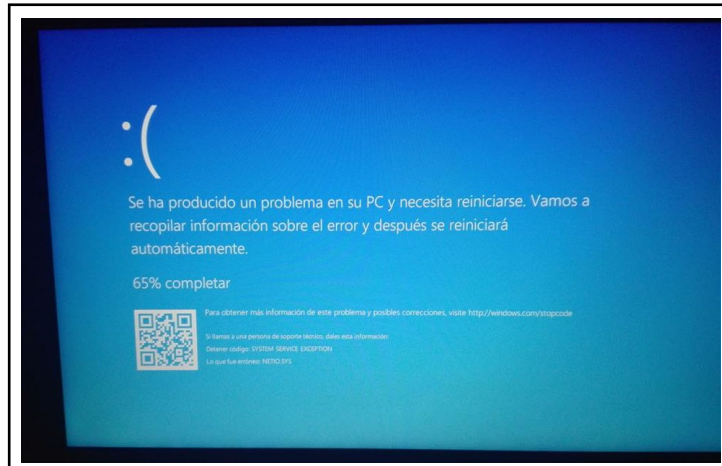 :(
Se ha producido un problema en su PC y necesita reiniciarse. Vamos a
recopilar información sobre el error y después se reiniciará
automáticamente.
65% completar
Para obtener más información de este problema y posibles correcciones, visite http://windows.com/stopcode
Si llamas a una persona de soporte técnico, dales esta información:
Detener código: SYSTEM SERVICE EXCEPTION
Lo que fue erróneo: NETIO.SYS